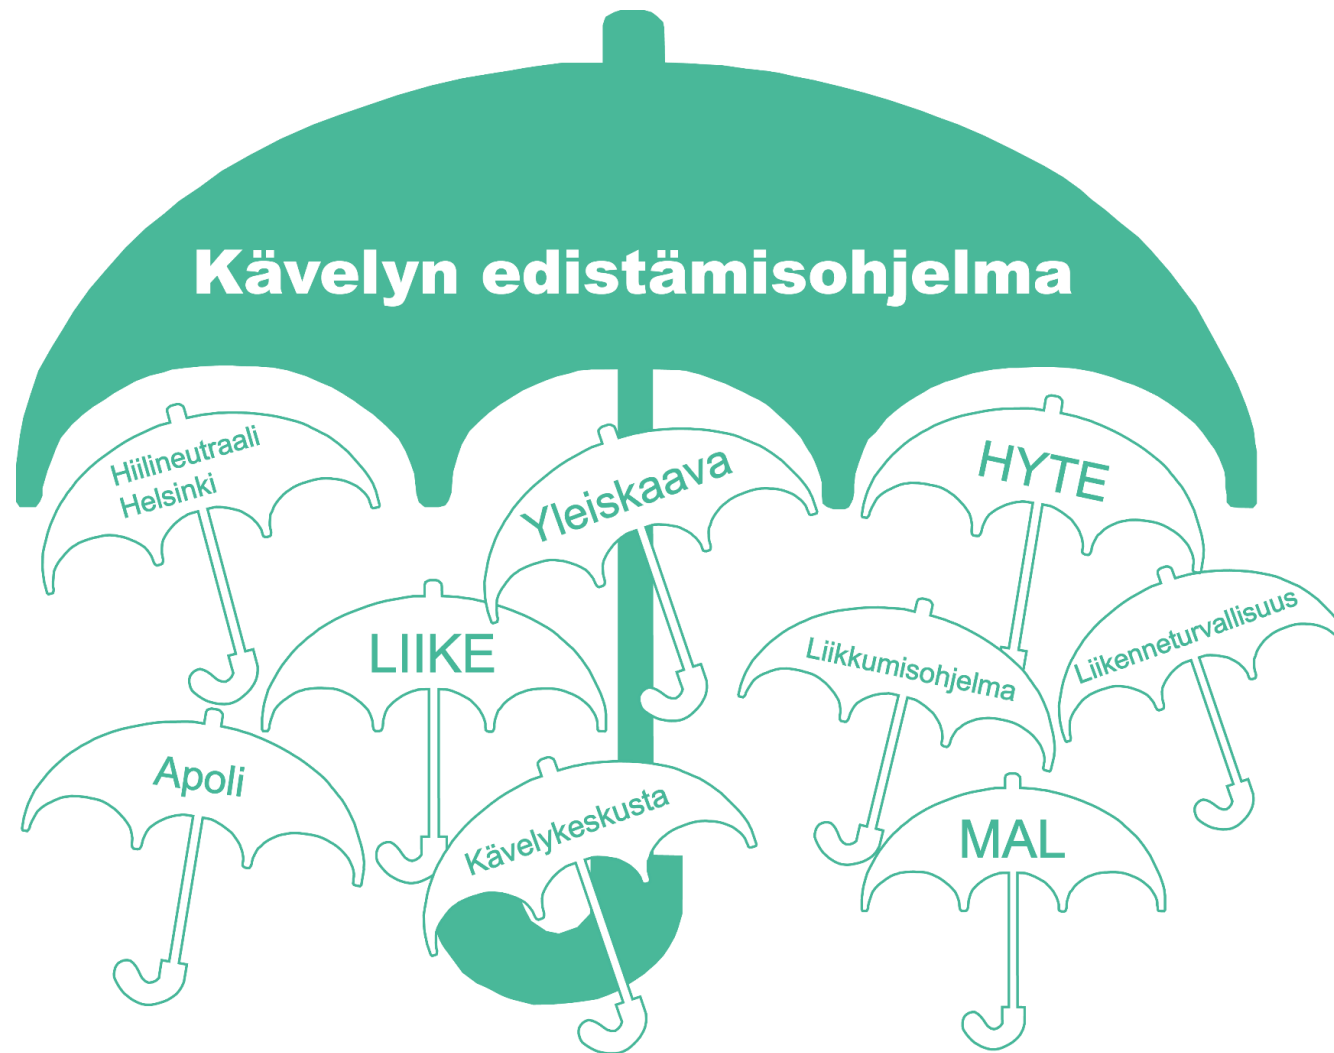 Kävelyn edistämisohjelma
Hiilineutraali
Helsinki
Yleiskaava
HYTE
LIIKE
Liikkumisohjelma
Liikenneturvallisuus
Apoli
Kävelykeskusta
MAL